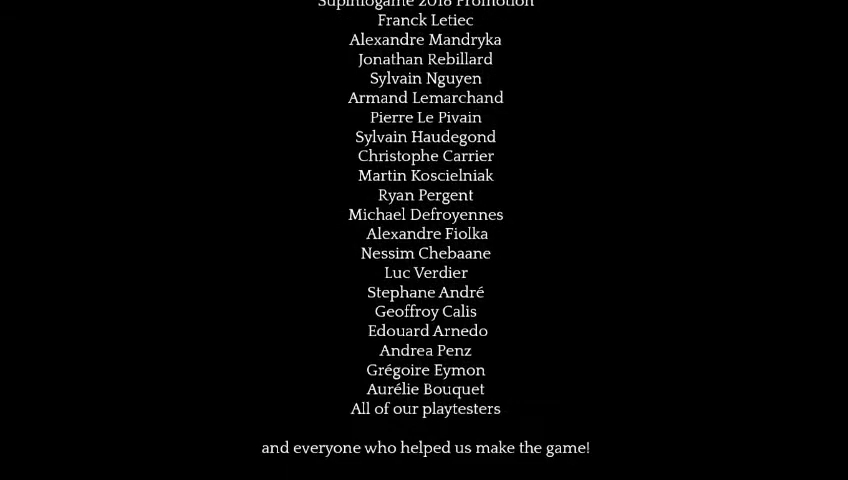 Supinfogame 2018 Promotion
Franck Letiec
Alexandre Mandryka
Jonathan Rebillard
Sylvain Nguyen
Armand Lemarchand
Pierre Le Pivain
Sylvain Haudegond
Christophe Carrier
Martin Koscielniak
Ryan Pergent
Michael Defroyennes
Alexandre Fiolka
Nessim Chebaane
Luc Verdier
Stephane André
Geoffroy Calis
Edouard Arnedo
Andrea Penz
Grégoire Eymon
Aurélie Bouquet
All of our playtesters
and everyone who helped us make the game!